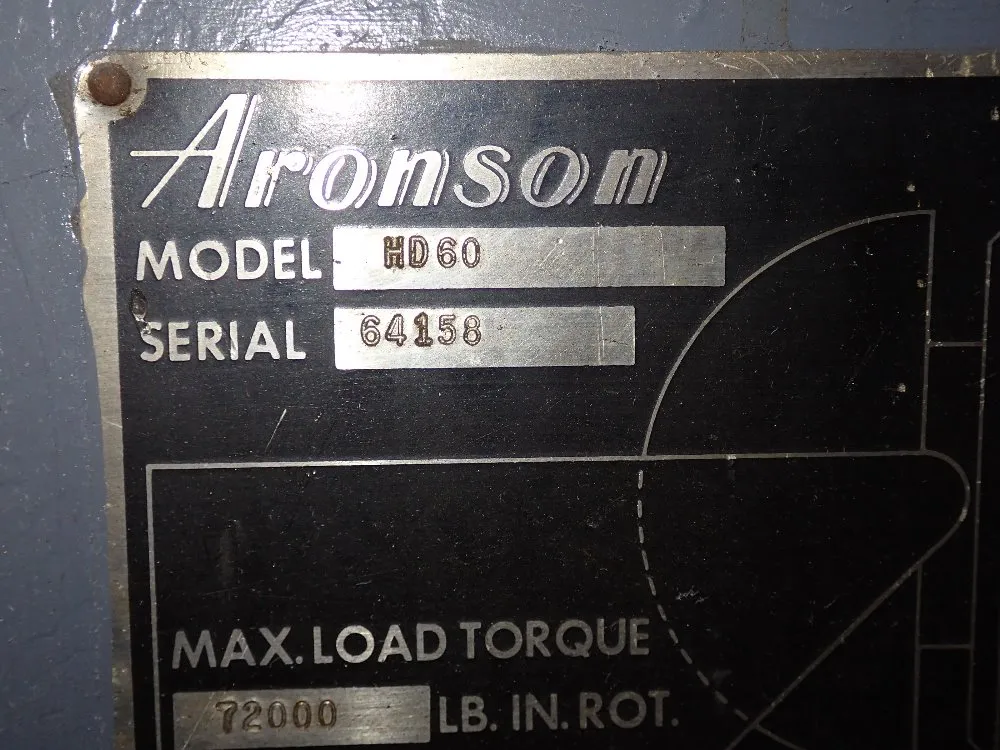 Aronson
MODEL HD60
SERIAL 64158
MAX. LOAD TORQUE
72000 LB. IN. ROT.